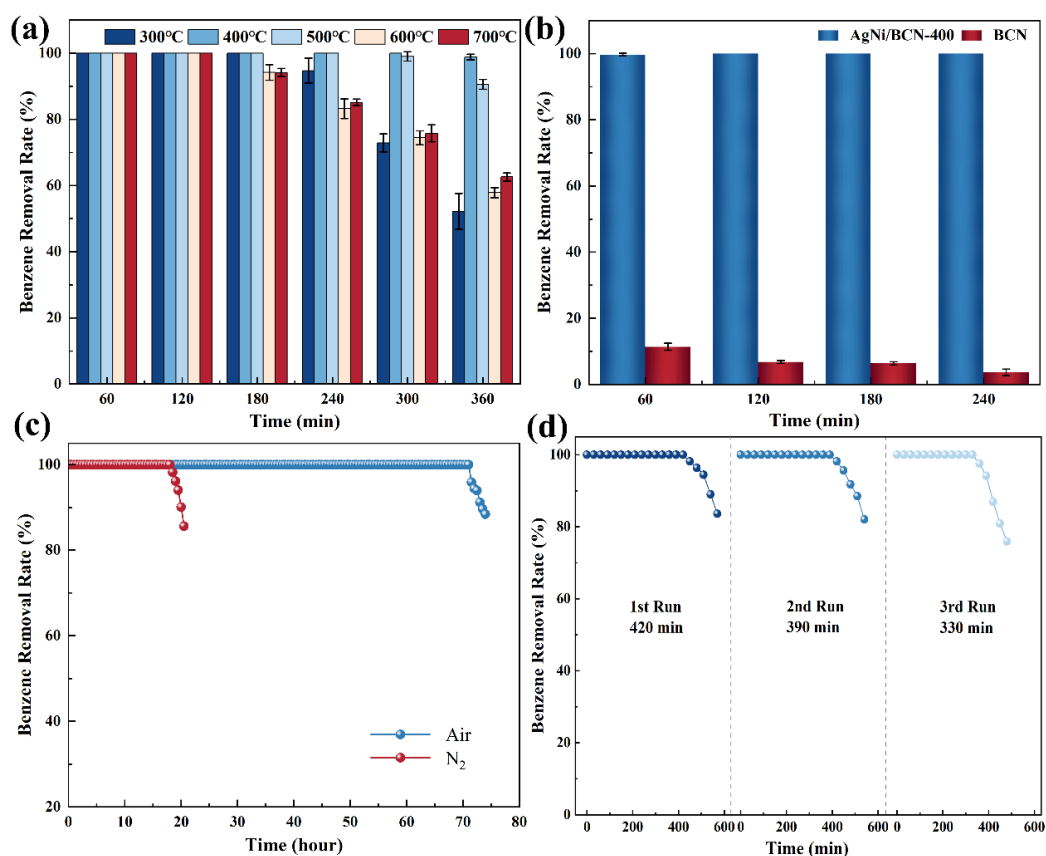 (a)
300°C 400°C 500°C 600°C 700°C
Benzene Removal Rate (%)
100
80
60
40
20
0
60 120 180 240 300 360
Time (min)
(b)
AgNi/BCN-400 BCN
Benzene Removal Rate (%)
100
80
60
40
20
0
60 120 180 240
Time (min)
(c)
Benzene Removal Rate (%)
100
80
60
40
20
Air
N₂
0 10 20 30 40 50 60 70 80
Time (hour)
(d)
Benzene Removal Rate (%)
100
80
60
40
20
0
1st Run
420 min
2nd Run
390 min
3rd Run
330 min
0 200 400 600 0 200 400 600 0 200 400 600
Time (min)